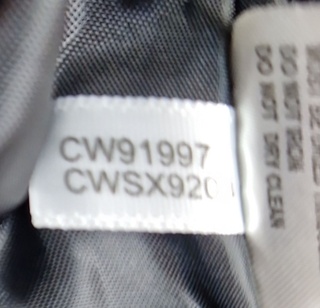 CW91997
CWSX920
DO NOT IRON
DO NOT DRY CLEAN